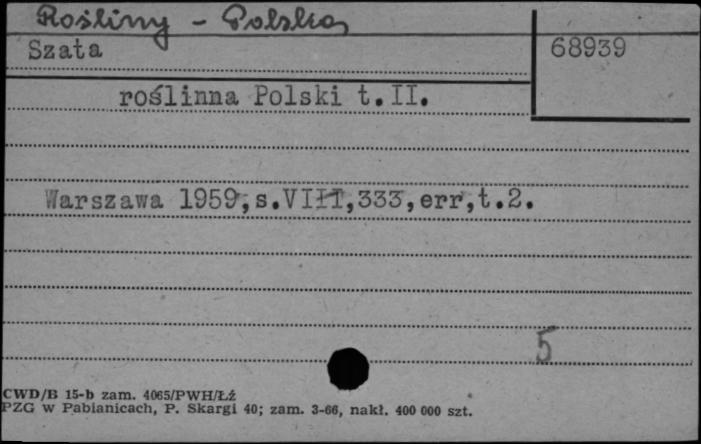 Rośliny - Polska
Szata
68939
roślinna Polski t.II.
Warszawa 1959,s.VIII,333,err,t.2.
5
CWD/B 15-b zam. 4065/PWH/Łź
PZG w Pabianicach, P. Skargi 40; zam. 3-66, nakł. 400 000 szt.